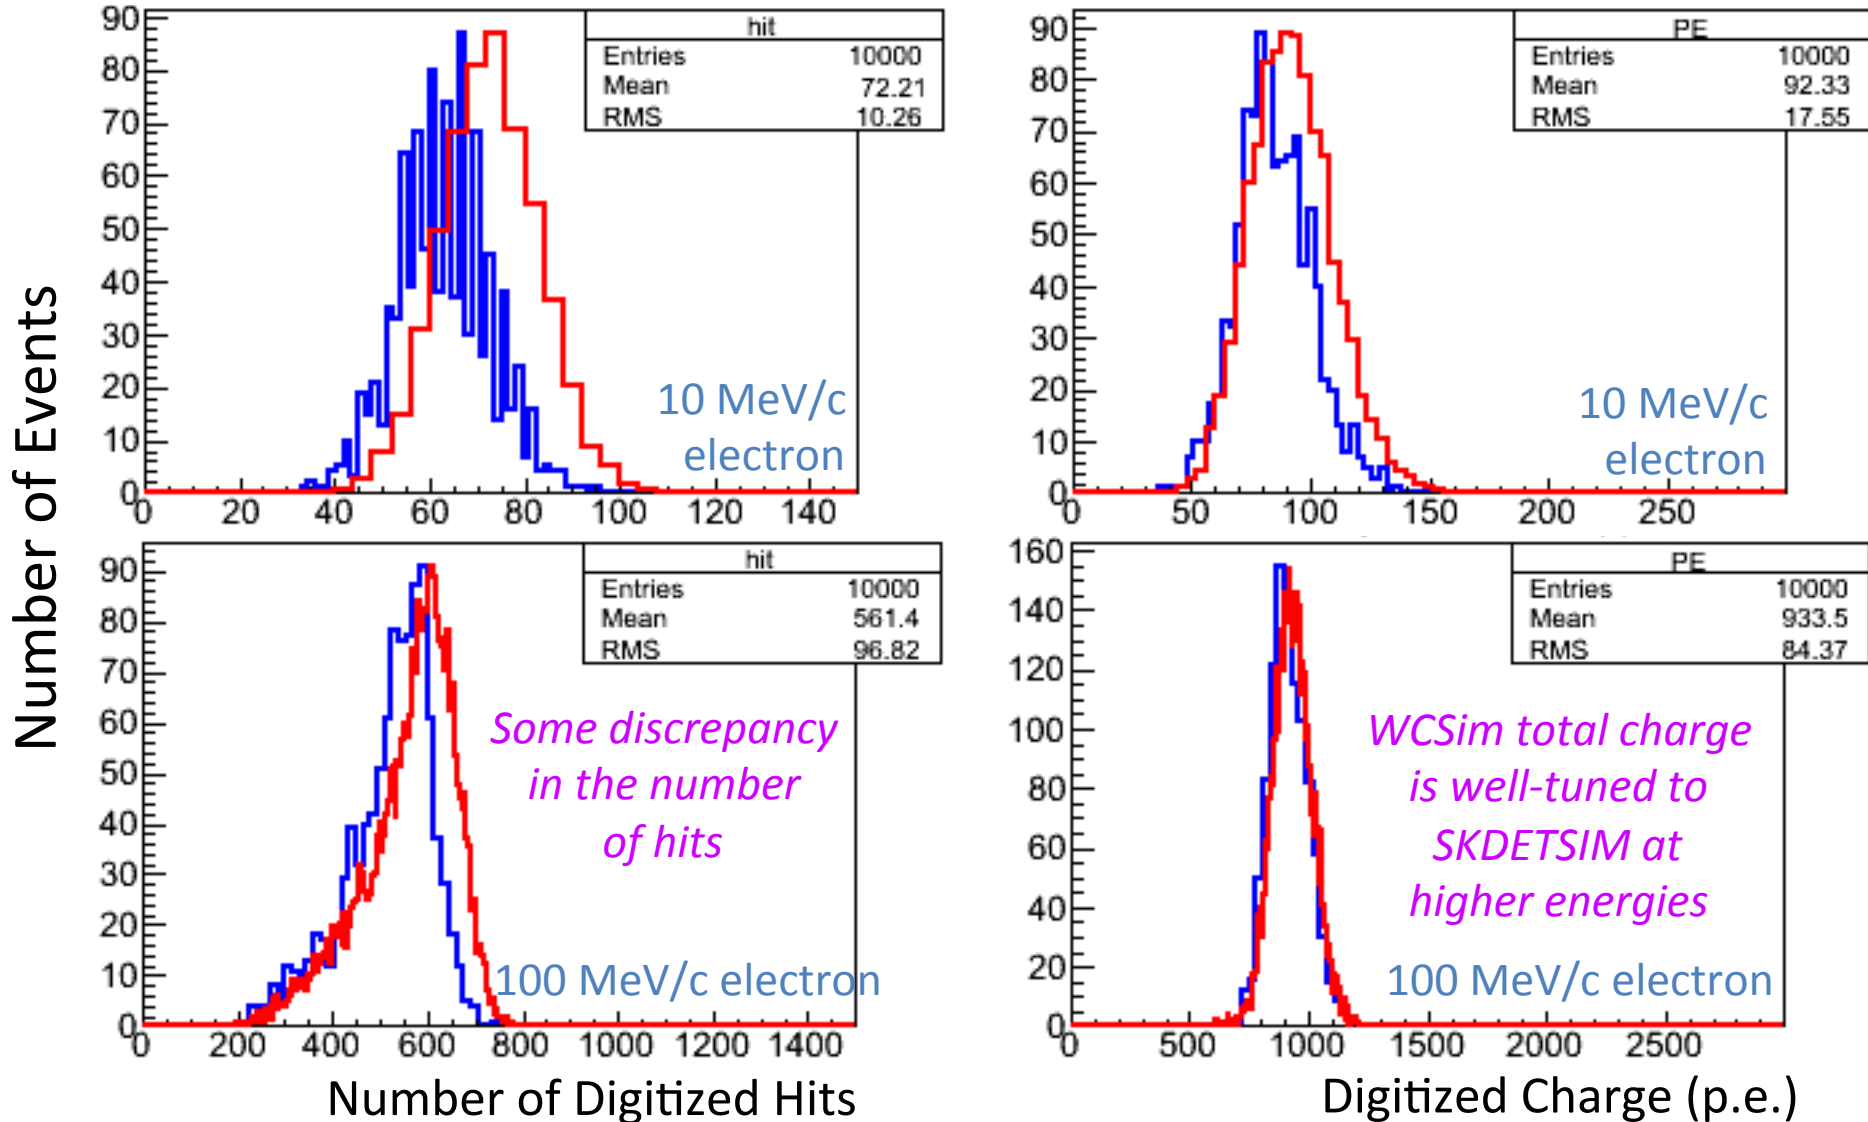 Number of Events
hit
Entries 10000
Mean 72.21
RMS 10.26
90
80
70
60
50
40
30
20
10
0
0 20 40 60 80 100 120 140
10 MeV/c
electron
PE
Entries 10000
Mean 92.33
RMS 17.55
90
80
70
60
50
40
30
20
10
0
0 50 100 150 200 250
10 MeV/c
electron
hit
Entries 10000
Mean 561.4
RMS 96.82
90
80
70
60
50
40
30
20
10
0
0 200 400 600 800 1000 1200 1400
Some discrepancy
in the number
of hits
100 MeV/c electron
Number of Digitized Hits
PE
Entries 10000
Mean 933.5
RMS 84.37
160
140
120
100
80
60
40
20
0
0 500 1000 1500 2000 2500
WCSim total charge
is well-tuned to
SKDETSIM at
higher energies
100 MeV/c electron
Digitized Charge (p.e.)